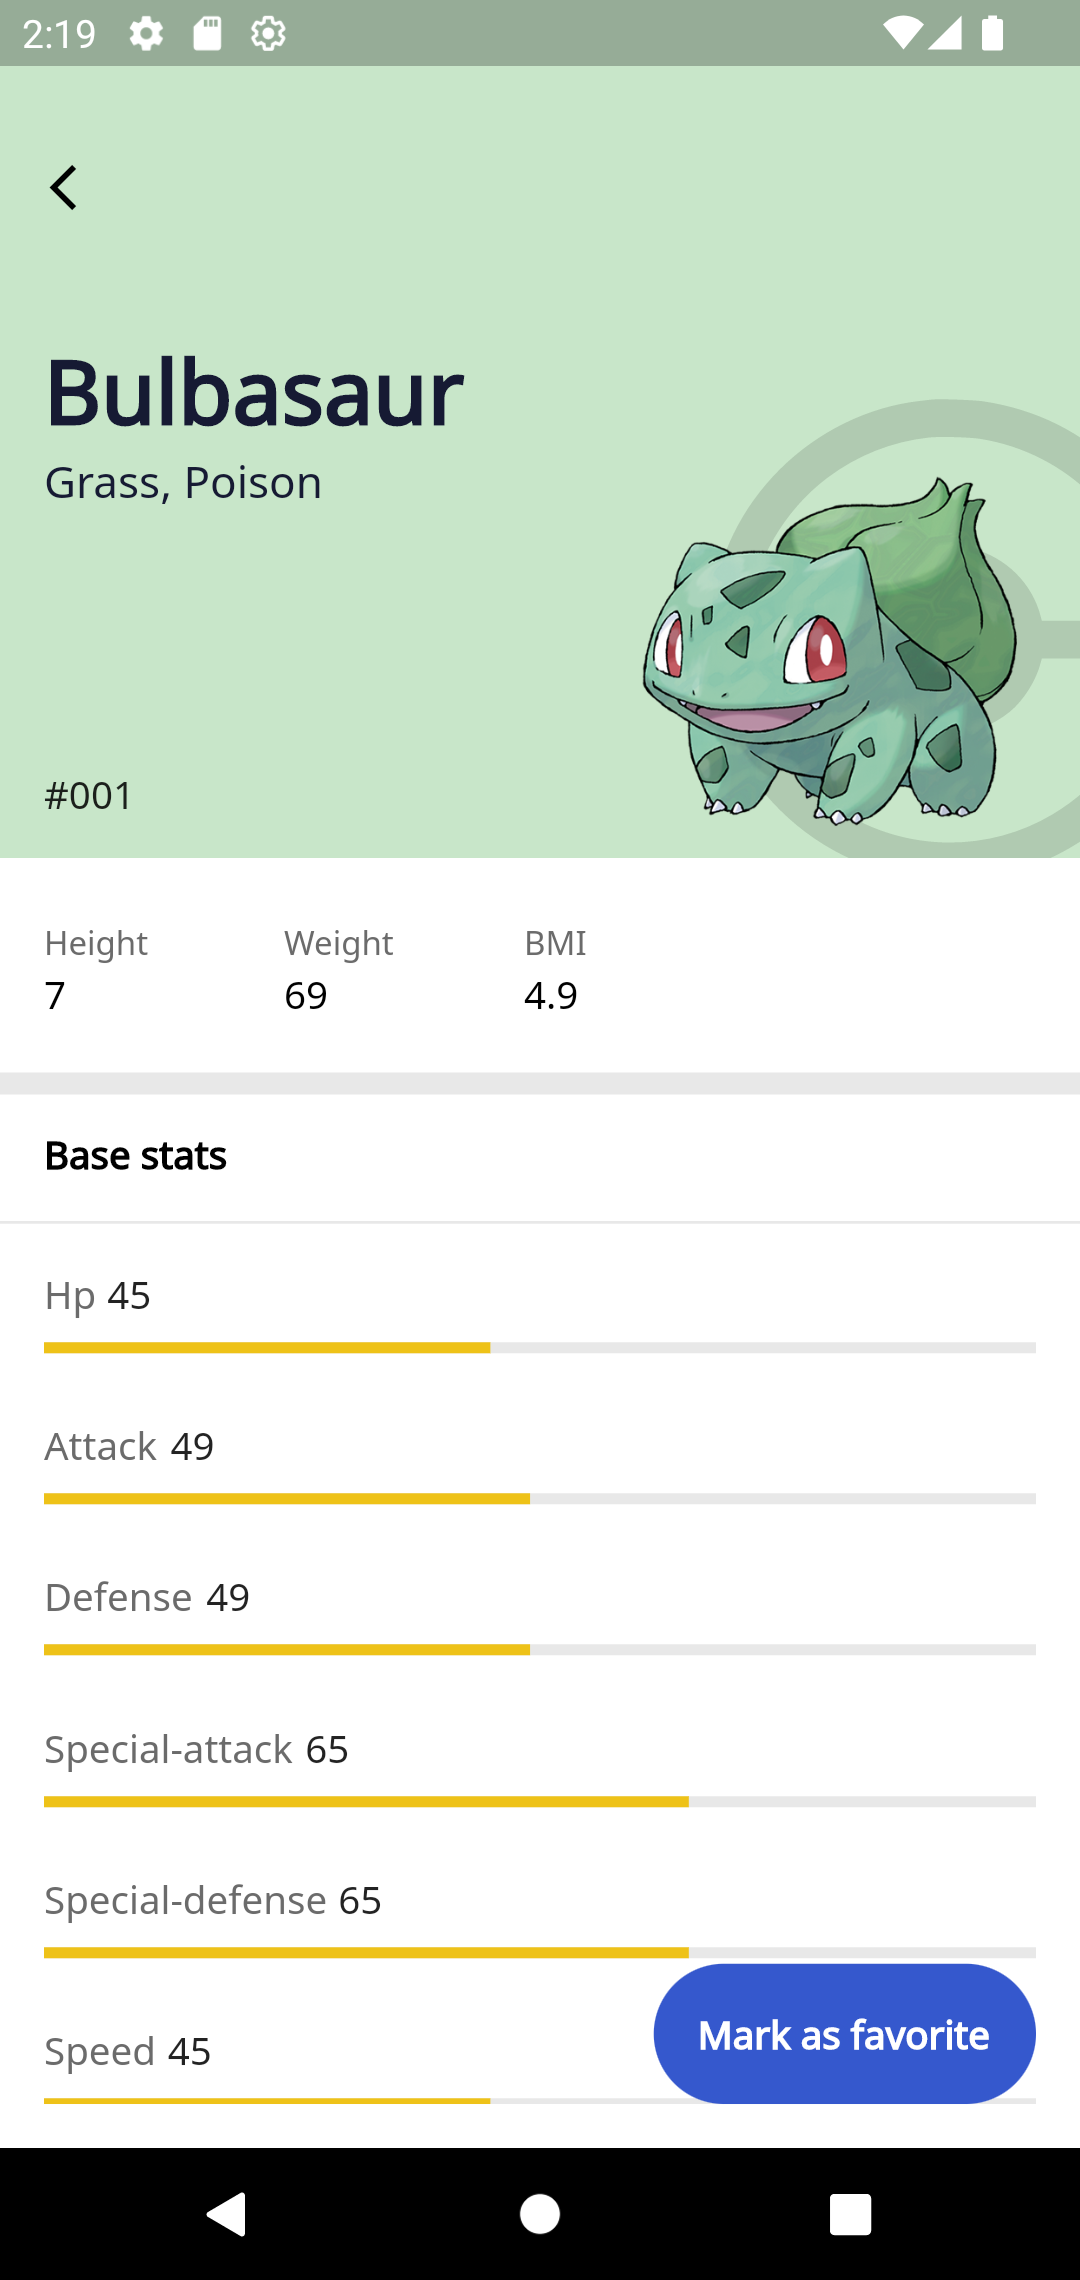 2:19
Bulbasaur
Grass, Poison
#001
Height Weight BMI
7 69 4.9
Base stats
Hp 45
Attack 49
Defense 49
Special-attack 65
Special-defense 65
Speed 45
Mark as favorite